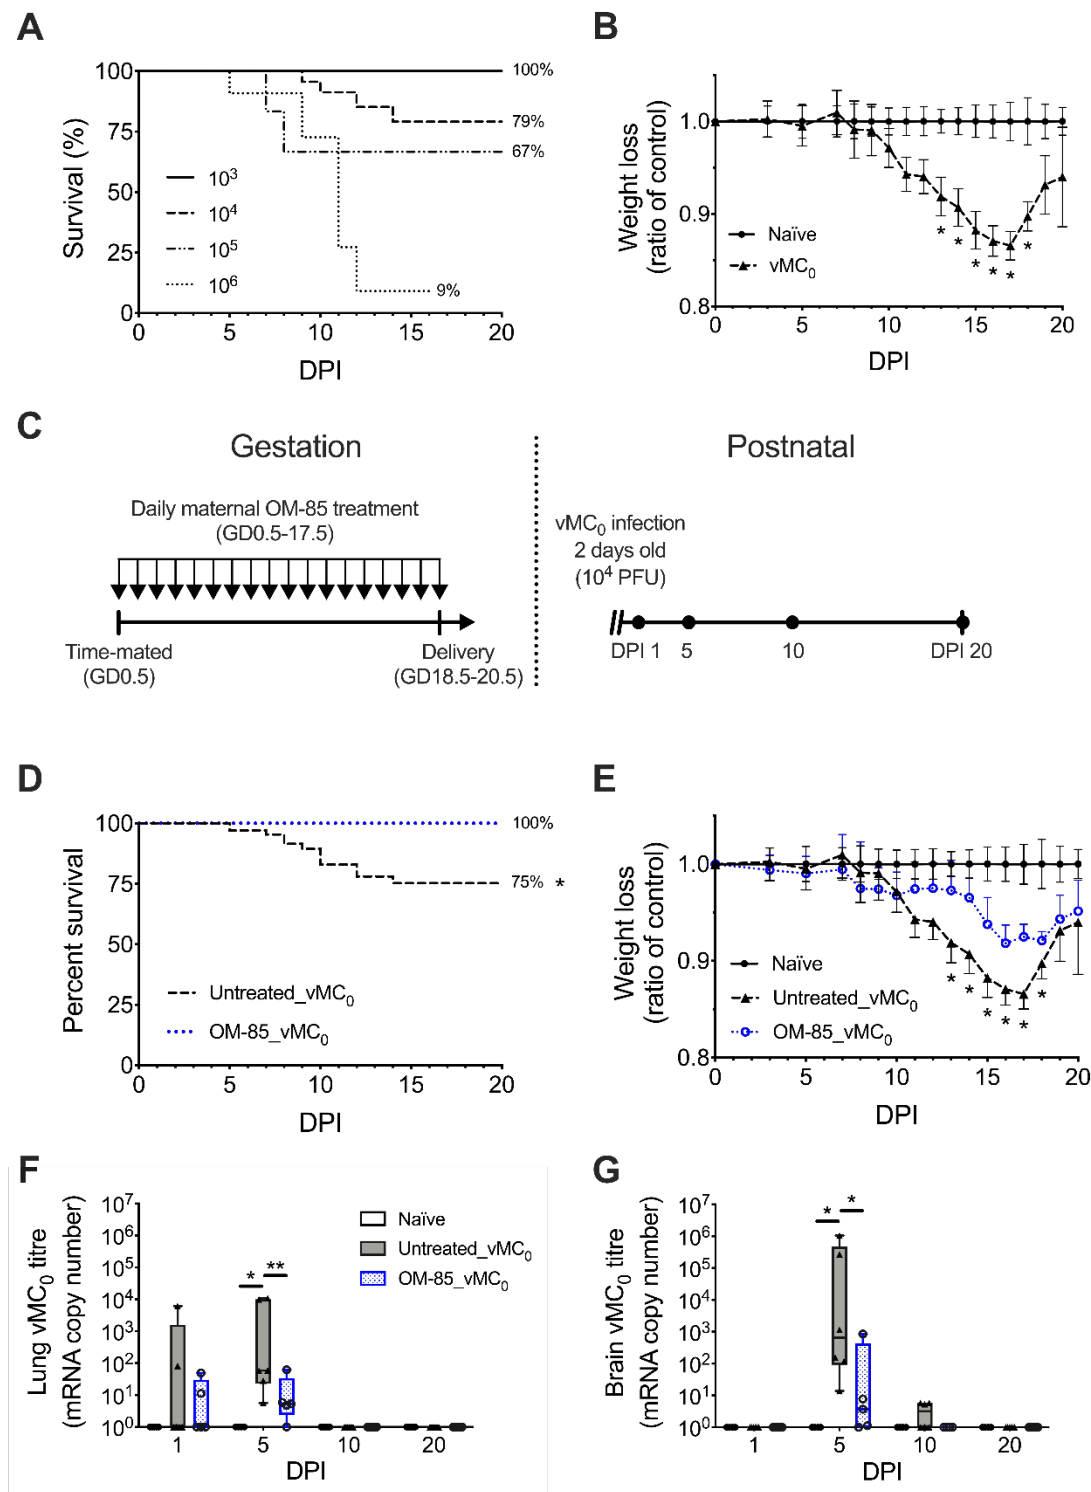 A
100
75
50
25
0
Survival (%)
100%
79%
67%
9%
10³
10⁴
10⁵
10⁶
0 5 10 15 20
DPI
B
1.0
0.9
0.8
Weight loss
(ratio of control)
Naïve
vMC₀
* * * * * *
0 5 10 15 20
DPI
C
Gestation
Postnatal
Daily maternal OM-85 treatment
(GD0.5-17.5)
vMC₀ infection
2 days old
(10⁴ PFU)
Time-mated
(GD0.5)
Delivery
(GD18.5-20.5)
DPI 1 5 10 DPI 20
D
100
75
50
25
0
Percent survival
100%
75% *
Untreated_vMC₀
OM-85_vMC₀
0 5 10 15 20
DPI
E
1.0
0.9
0.8
Weight loss
(ratio of control)
Naïve
Untreated_vMC₀
OM-85_vMC₀
* * * * * *
0 5 10 15 20
DPI
F
Lung vMC₀ titre
(mRNA copy number)
10⁷
10⁶
10⁵
10⁴
10³
10²
10¹
10⁰
Naïve
Untreated_vMC₀
OM-85_vMC₀
* **
1 5 10 20
DPI
G
Brain vMC₀ titre
(mRNA copy number)
10⁷
10⁶
10⁵
10⁴
10³
10²
10¹
10⁰
* *
1 5 10 20
DPI